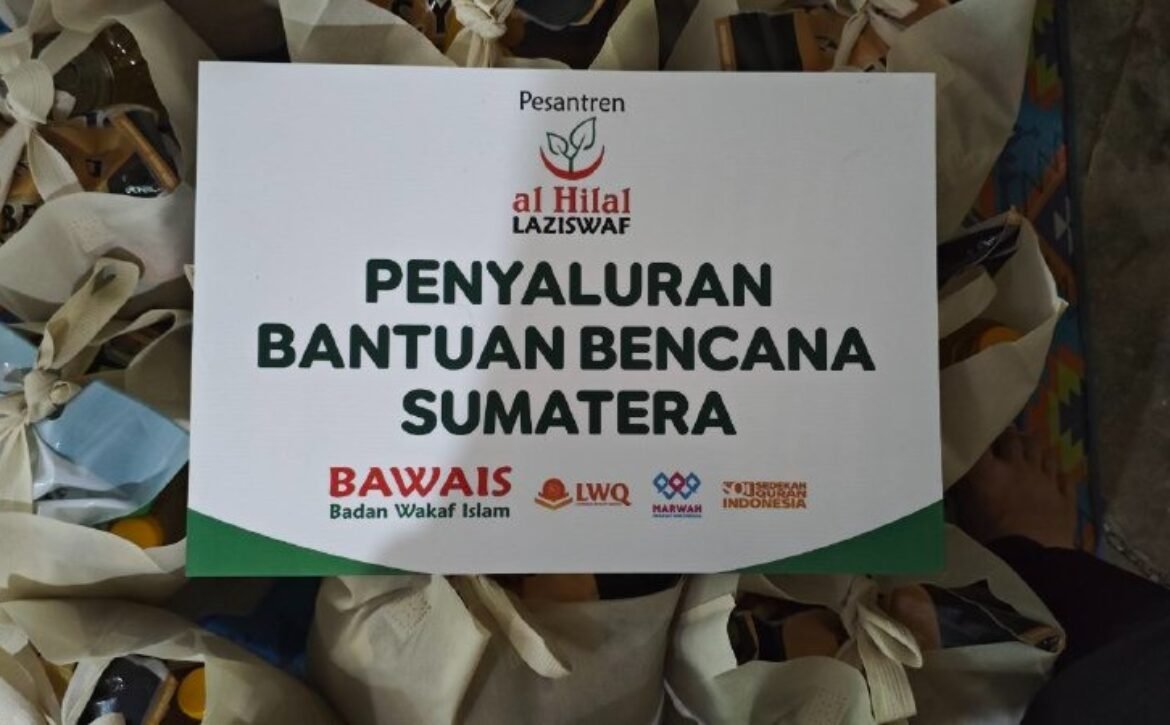 Pesantren
al Hilal
LAZISWAF
PENYALURAN
BANTUAN BENCANA
SUMATERA
BAWAIS
Badan Wakaf Islam
LWQ
MARWAH
SEDEKAH
QURAN
INDONESIA